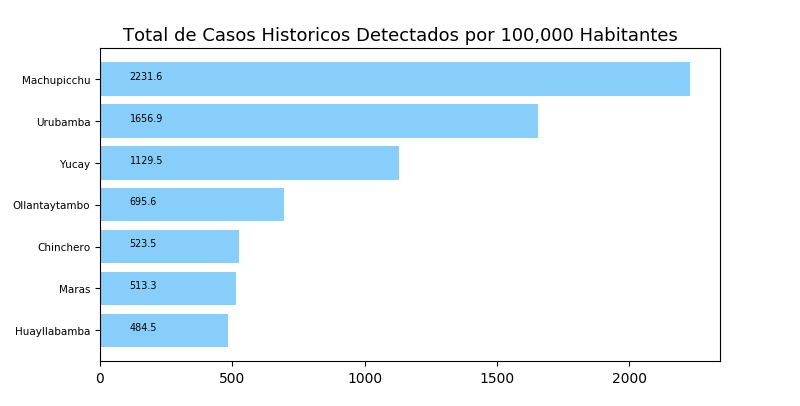 Total de Casos Historicos Detectados por 100,000 Habitantes
Machupicchu 2231.6
Urubamba 1656.9
Yucay 1129.5
Ollantaytambo 695.6
Chinchero 523.5
Maras 513.3
Huayllabamba 484.5
0 500 1000 1500 2000